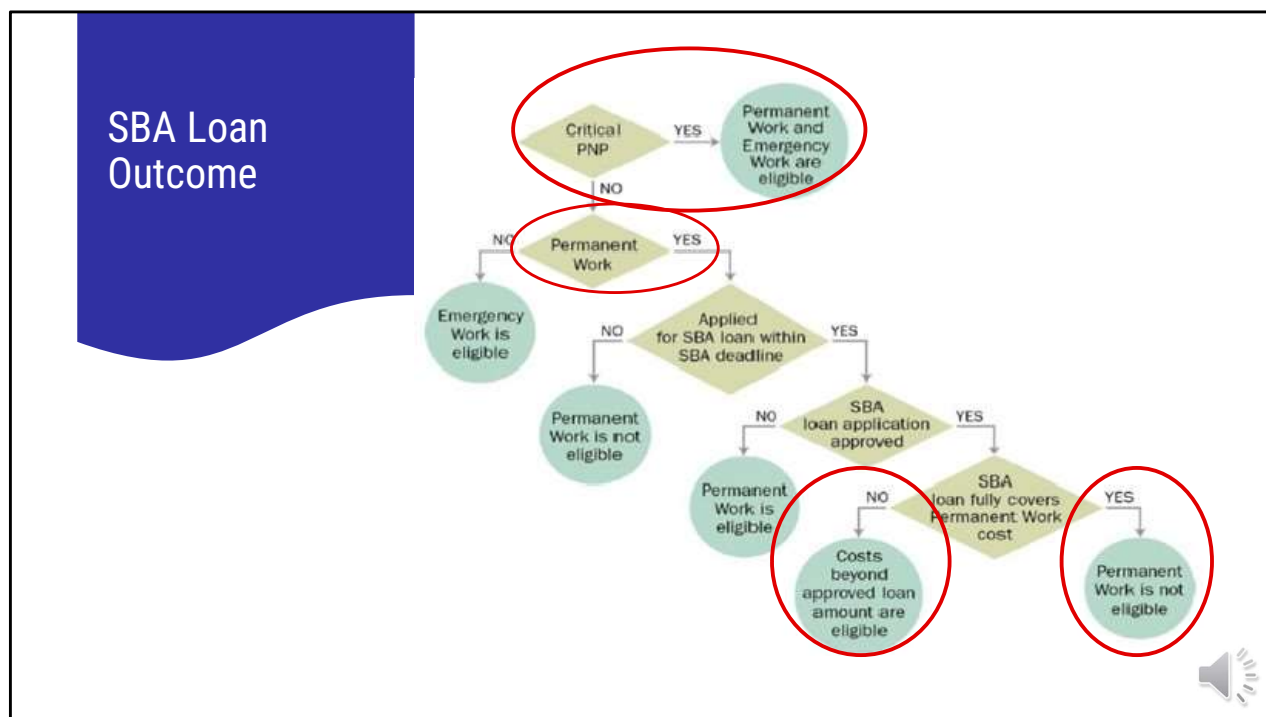 SBA Loan
Outcome
Critical
PNP
YES
Permanent
Work and
Emergency
Work are
eligible
NO
NO
Permanent
Work
YES
Emergency
Work is
eligible
NO
Applied
for SBA loan within
SBA deadline
YES
Permanent
Work is not
eligible
NO
SBA
loan application
approved
YES
Permanent
Work is
eligible
NO
SBA
loan fully covers
Permanent Work
cost
YES
Costs
beyond
approved loan
amount are
eligible
Permanent
Work is not
eligible